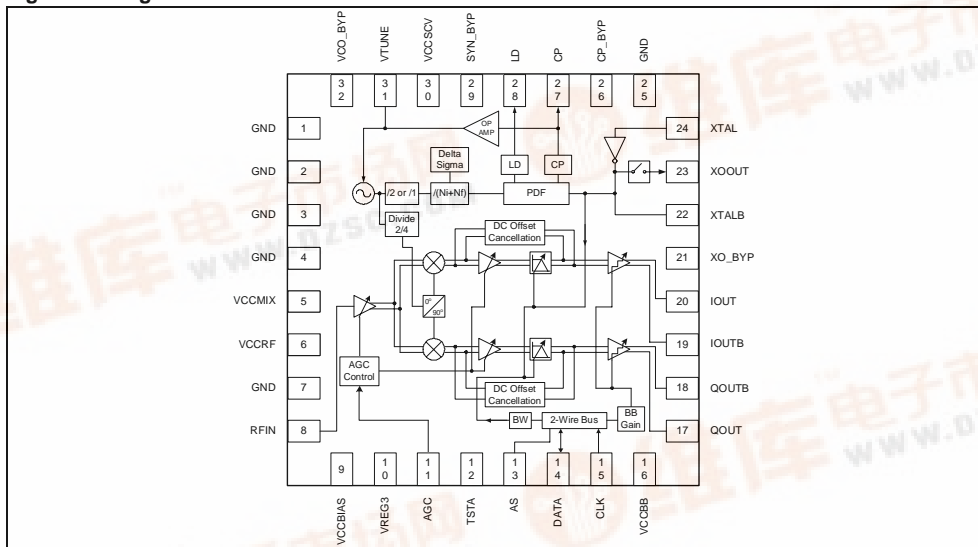 VCO_BYP
VTUNE
VCCSCV
SYN_BYP
LD
CP
CP_BYP
GND
32
31
30
29
28
27
26
25
GND
1
GND
2
GND
3
GND
4
VCCMIX
5
VCCRF
6
GND
7
RFIN
8
OP
AMP
Delta
Sigma
LD
CP
/2 or /1
/(Ni+Nf)
PDF
Divide
2/4
DC Offset
Cancellation
0°
90°
AGC
Control
DC Offset
Cancellation
BW
2-Wire Bus
BB
Gain
24
XTAL
23
XOOUT
22
XTALB
21
XO_BYP
20
IOUT
19
IOUTB
18
QOUTB
17
QOUT
9
10
11
12
13
14
15
16
VCCBIAS
VREG3
AGC
TSTA
AS
DATA
CLK
VCCBB